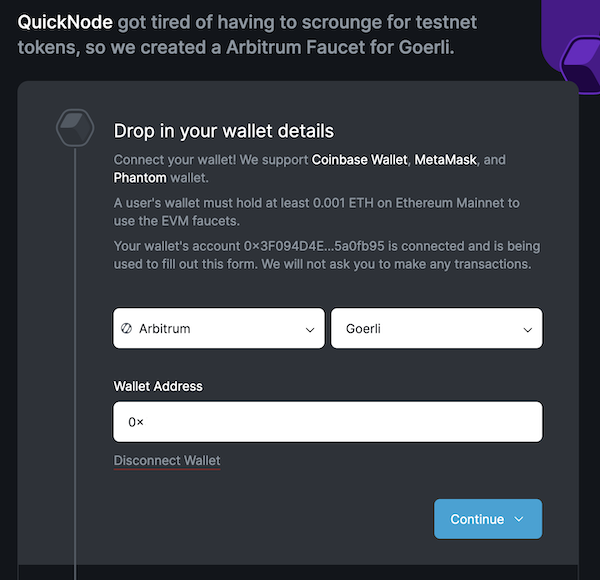 QuickNode got tired of having to scrounge for testnet
tokens, so we created a Arbitrum Faucet for Goerli.
Drop in your wallet details
Connect your wallet! We support Coinbase Wallet, MetaMask, and
Phantom wallet.
A user's wallet must hold at least 0.001 ETH on Ethereum Mainnet to
use the EVM faucets.
Your wallet's account 0×3F094D4E...5a0fb95 is connected and is being
used to fill out this form. We will not ask you to make any transactions.
Arbitrum
Goerli
Wallet Address
0×
Disconnect Wallet
Continue